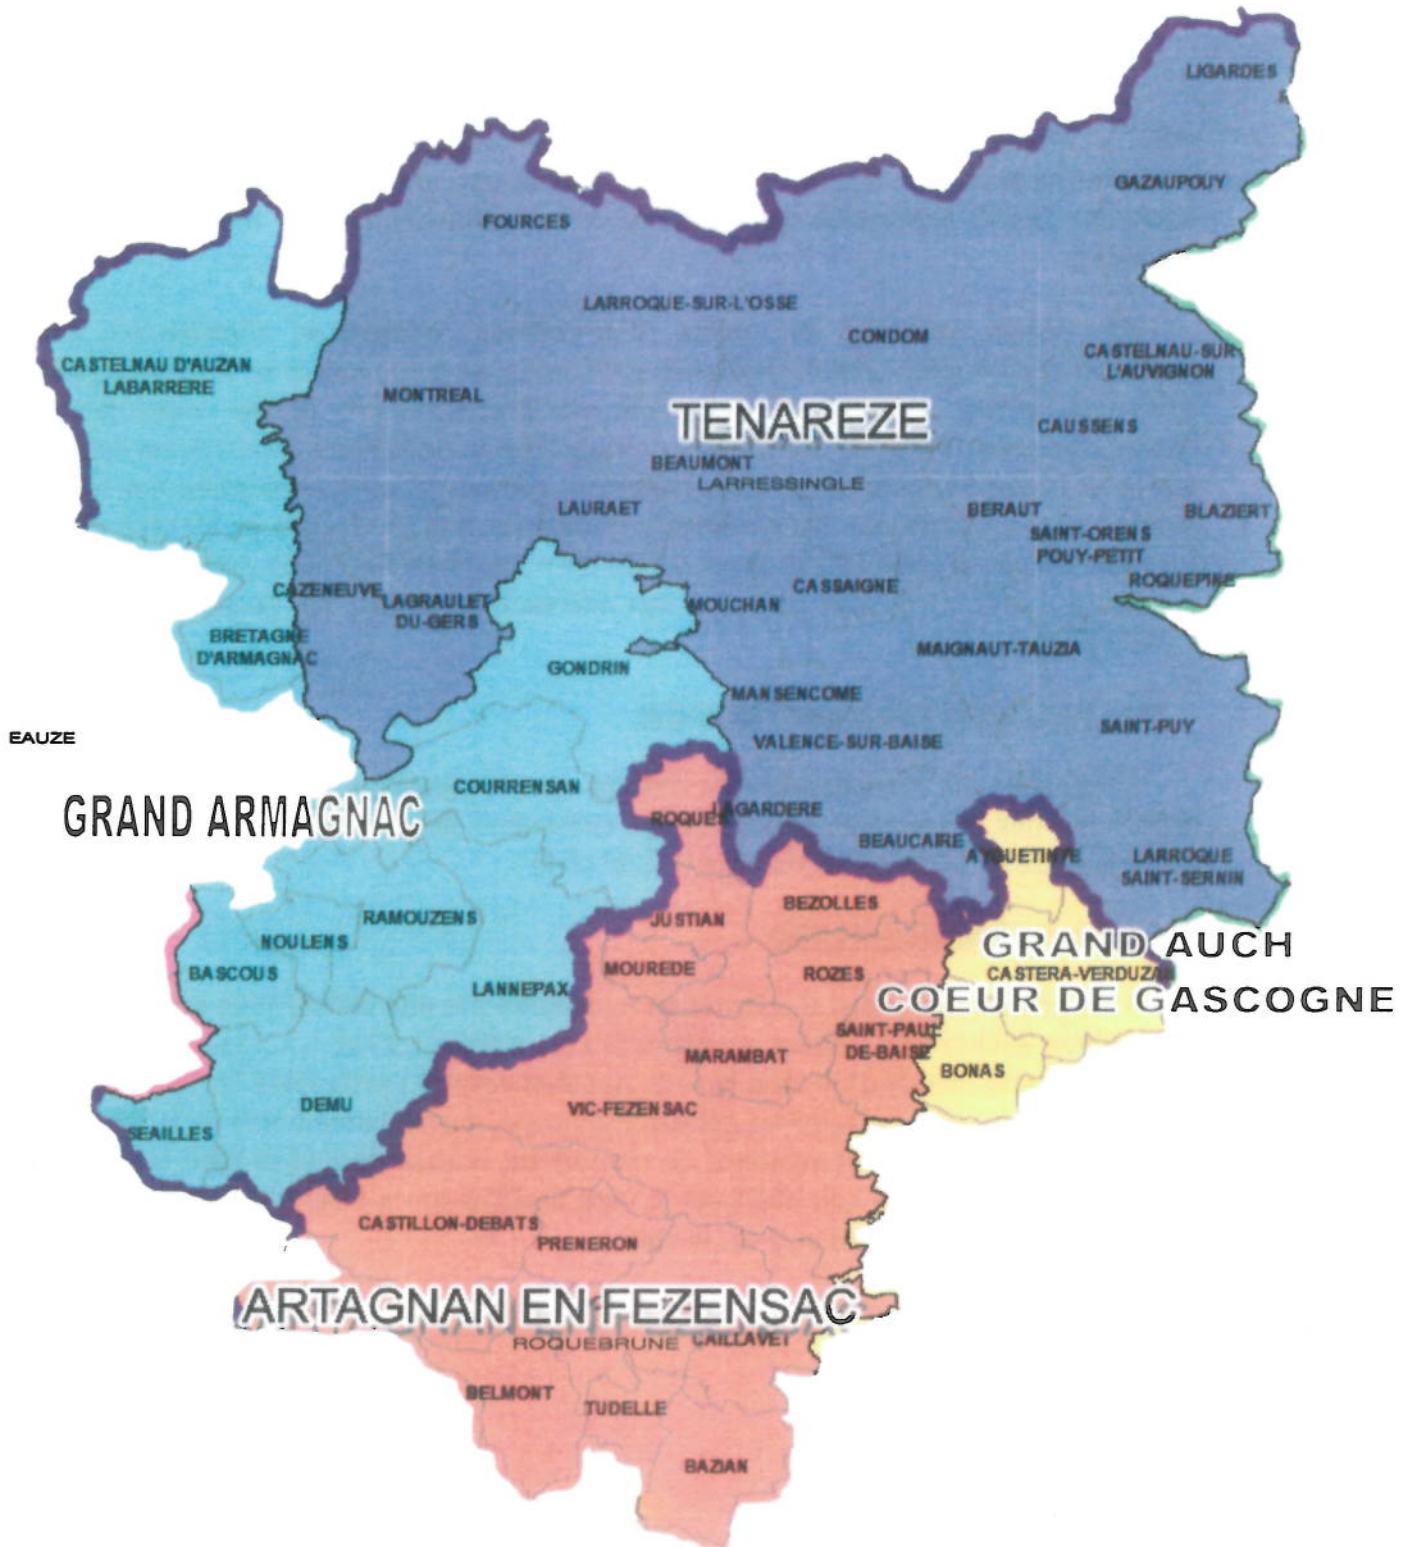 LIGARDES
GAZAUPOUY
FOURCES
LARROQUE-SUR-L'OSSE
CONDOM
CASTELNAU D'AUZAN
LABARRERE
CASTELNAU-SUR-
L'AUVIGNON
MONTREAL
TENAREZE
CAUSSENS
BEAUMONT
LARRESSINGLE
LAURAET
BERAUT
BLAZIERT
SAINT-ORENS
POUY-PETIT
ROQUEPINE
CAZENEUVE
CASSAIGNE
LAGRAULET
DU-GERS
MOUCHAN
BRETAGNE
D'ARMAGNAC
MAIGNAUT-TAUZIA
GONDRIN
MANSENCOME
SAINT-PUY
EAUZE
VALENCE-SUR-BAISE
COURRENSAN
GRAND ARMAGNAC
ROQUES
LAGARDERE
BEAUCAIRE
AYGUETINTE
LARROQUE
SAINT-SERNIN
BEZOLLES
RAMOUZENS
JUSTIAN
NOULENS
GRAND AUCH
BASCOUS
MOUREDE
ROZES
CASTERA-VERDUZAN
LANNEPAX
COEUR DE GASCOGNE
SAINT-PAUL
DE-BAISE
MARAMBAT
BONAS
DEMU
VIC-FEZENSAC
SEAILLES
CASTILLON-DEBATS
PRENERON
ARTAGNAN EN FEZENSAC
ROQUEBRUNE
CAILLAVET
BELMONT
TUDELLE
BAZIAN